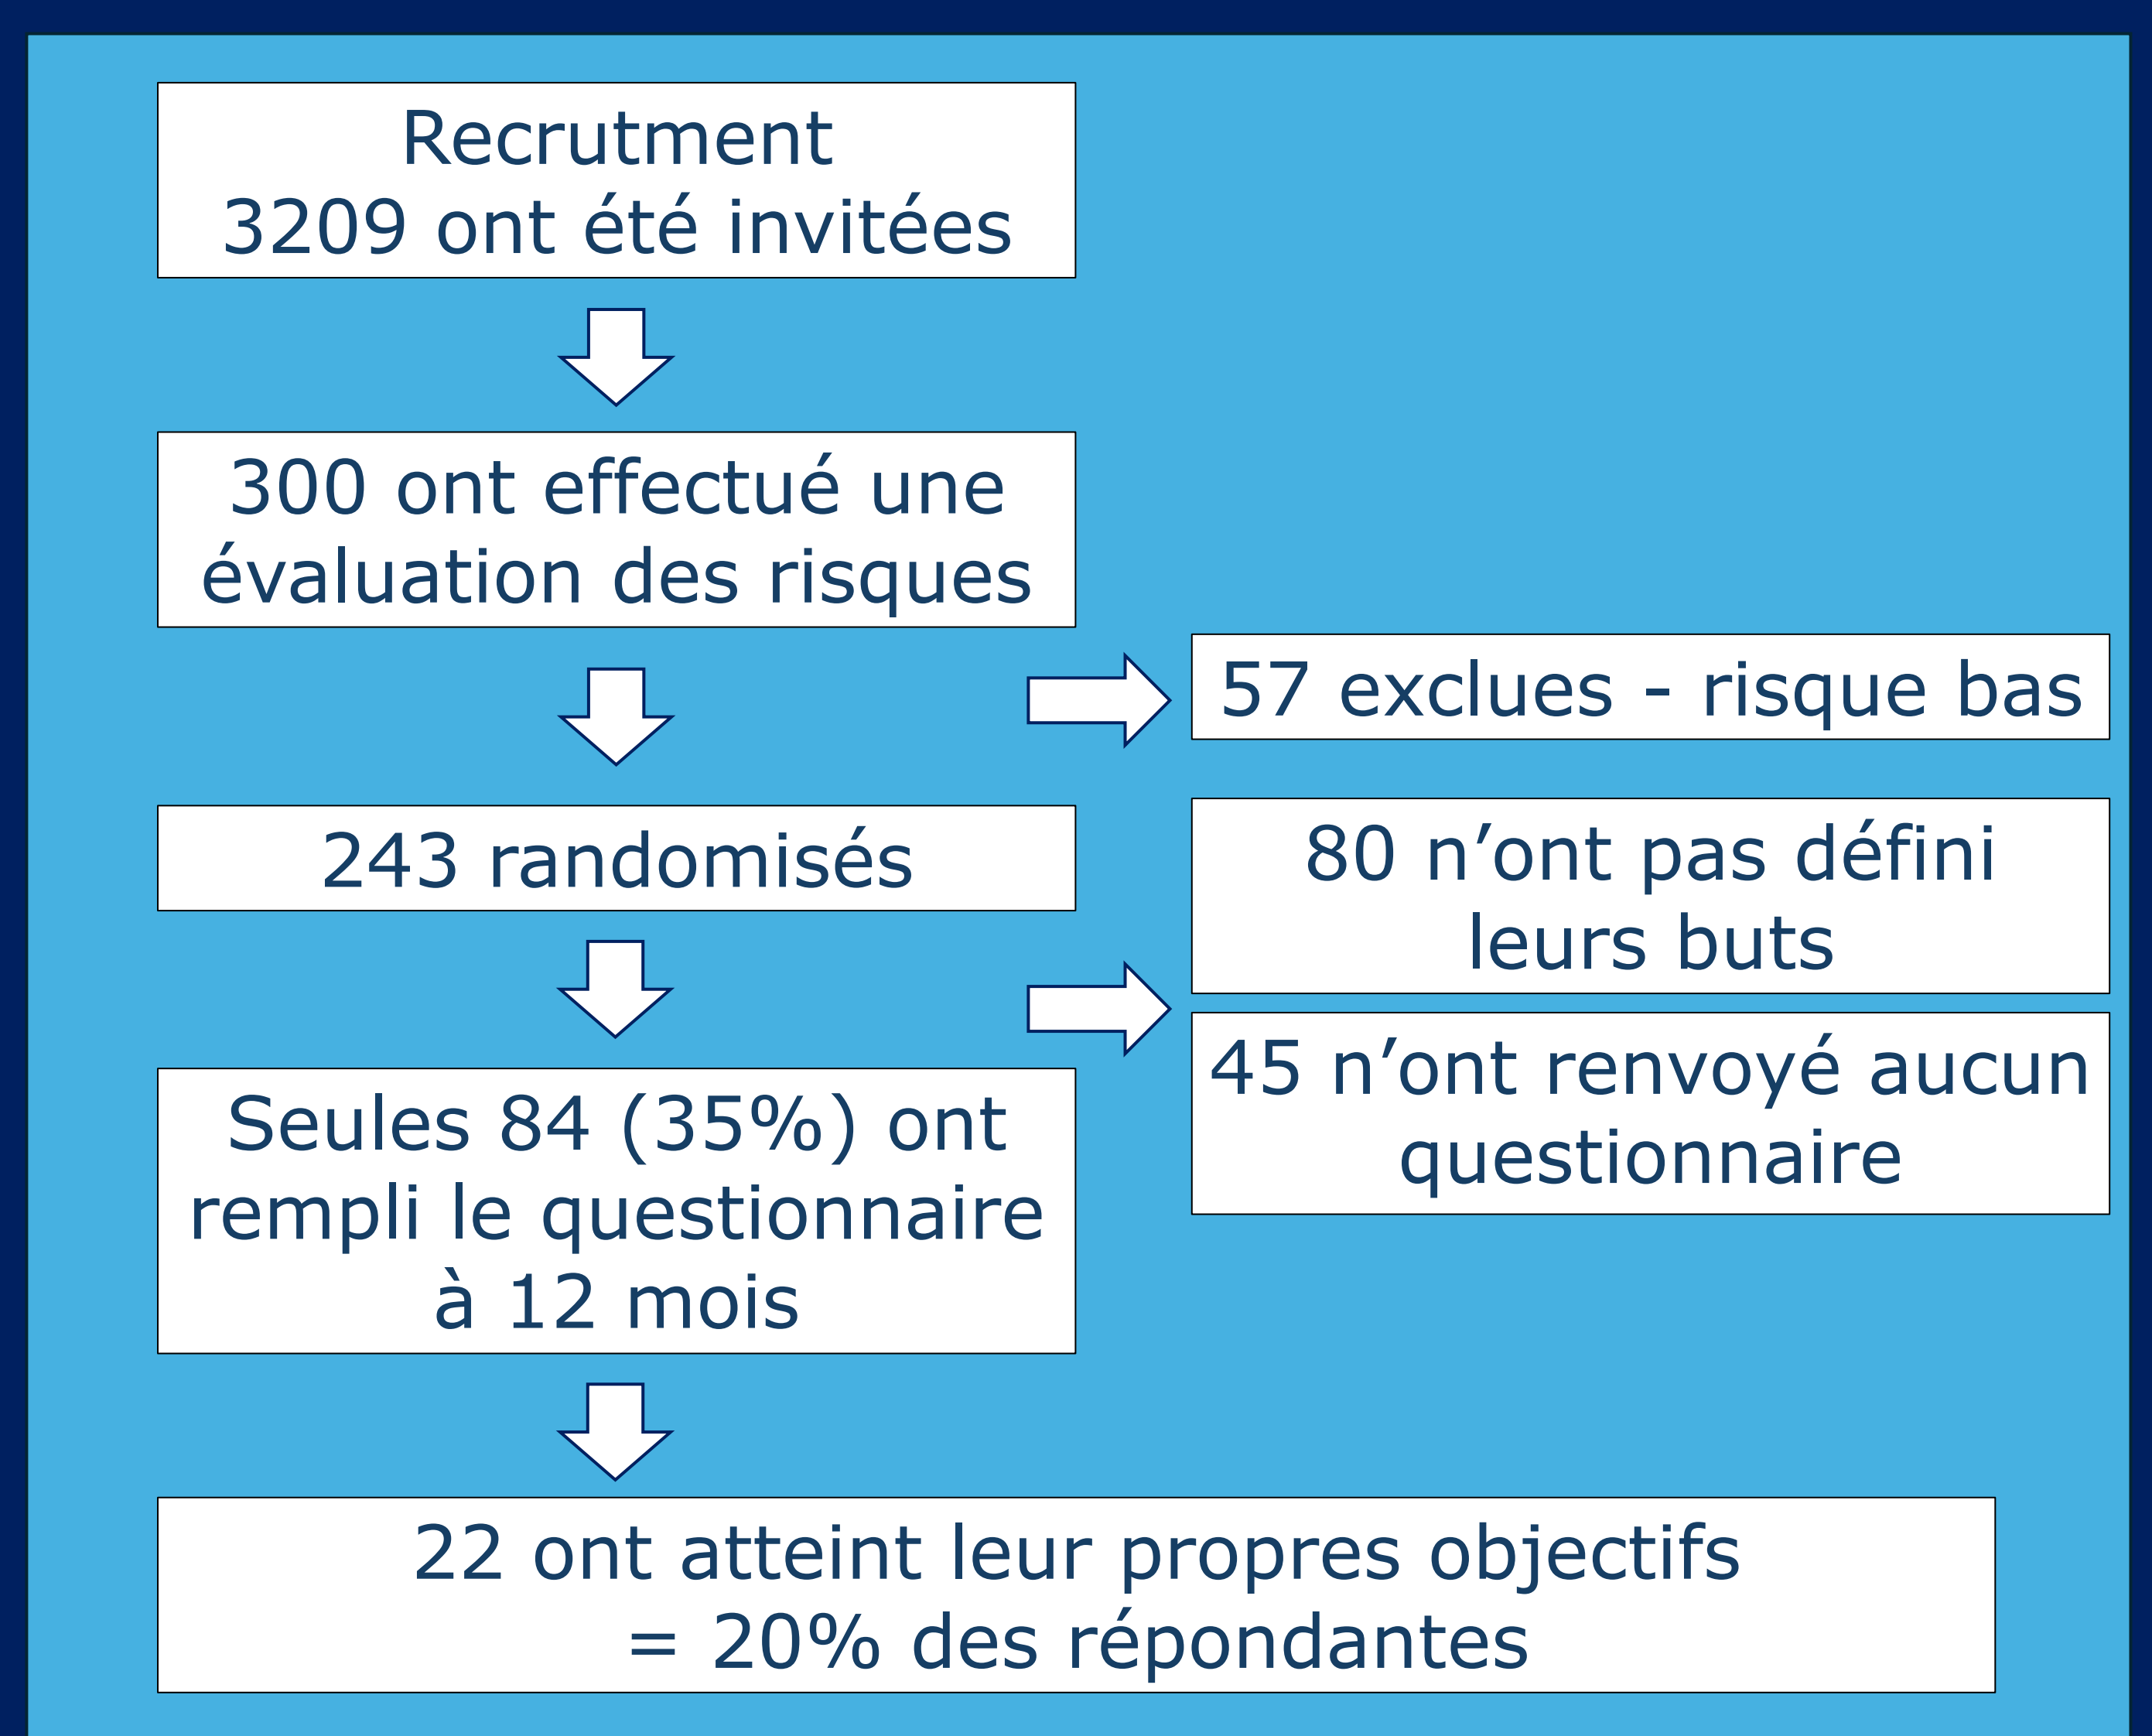 Recrutment
3209 ont été invitées
300 ont effectué une
évaluation des risques
57 exclues - risque bas
243 randomisés
80 n’ont pas défini
leurs buts
45 n’ont renvoyé aucun
questionnaire
Seules 84 (35%) ont
rempli le questionnaire
à 12 mois
22 ont atteint leur propres objectifs
= 20% des répondantes